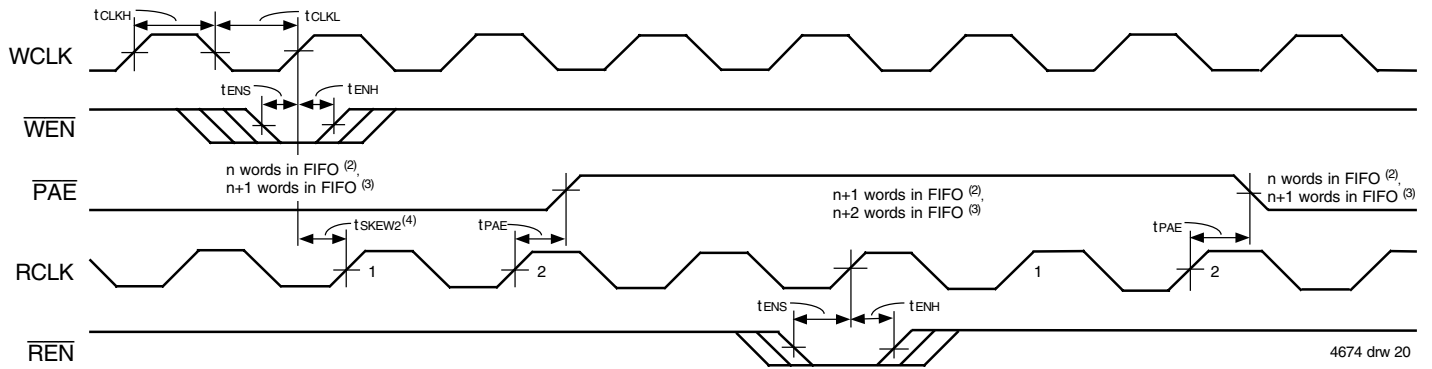 tCLKH
tCLKL
WCLK
tENS
tENH
WEN
n words in FIFO (2),
n+1 words in FIFO (3)
PAE
n+1 words in FIFO (2),
n+2 words in FIFO (3)
n words in FIFO (2),
n+1 words in FIFO (3)
tSKEW2(4)
tPAE
tPAE
RCLK
1
2
1
2
tENS
tENH
REN
4674 drw 20